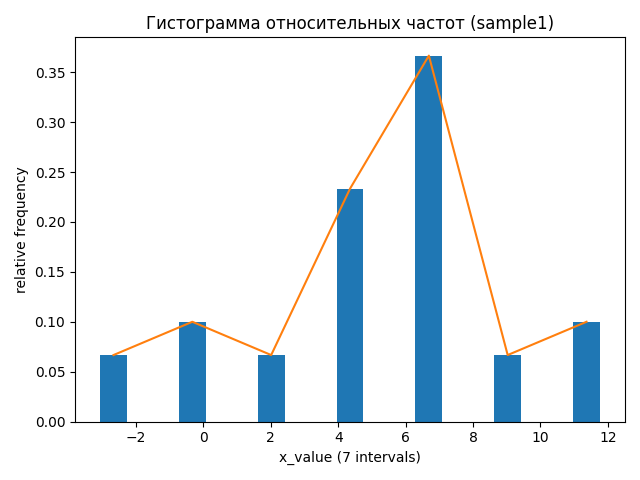 Гистограмма относительных частот (sample1)
relative frequency
0.35
0.30
0.25
0.20
0.15
0.10
0.05
0.00
−2 0 2 4 6 8 10 12
x_value (7 intervals)